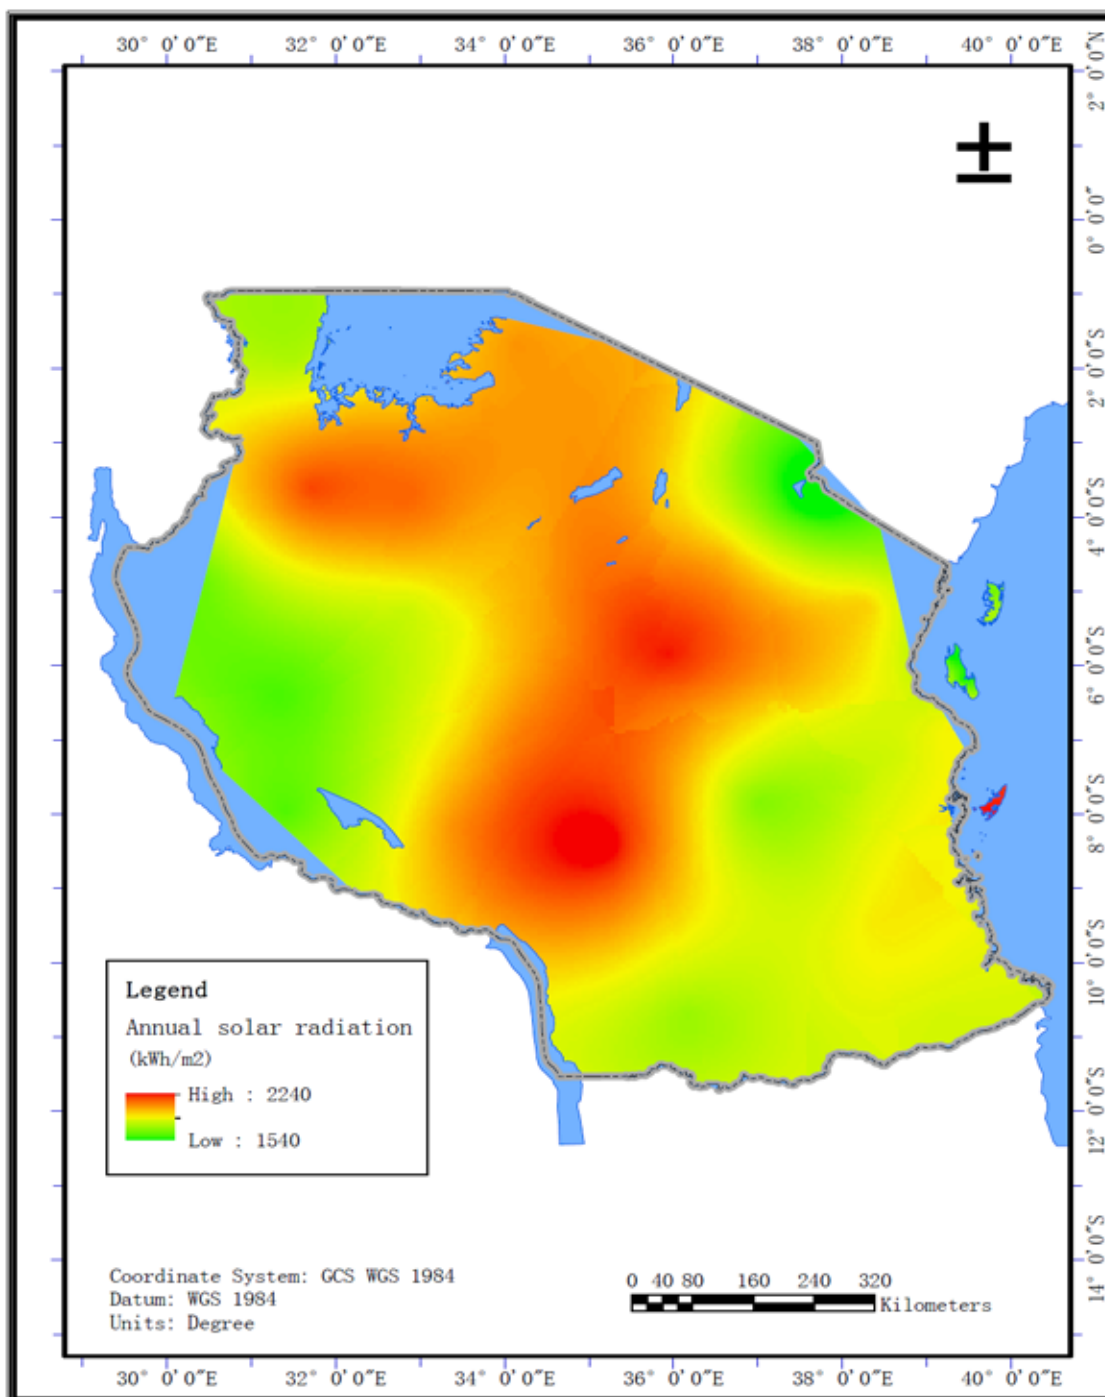 30° 0'0"E 32° 0'0"E 34° 0'0"E 36° 0'0"E 38° 0'0"E 40° 0'0"E
2° 0'0"N
0° 0'0"
2° 0'0"S
4° 0'0"S
6° 0'0"S
8° 0'0"S
10° 0'0"S
12° 0'0"S
14° 0'0"S
Legend
Annual solar radiation
(kWh/m2)
High : 2240
Low : 1540
Coordinate System: GCS WGS 1984
Datum: WGS 1984
Units: Degree
0 40 80 160 240 320
Kilometers
30° 0'0"E 32° 0'0"E 34° 0'0"E 36° 0'0"E 38° 0'0"E 40° 0'0"E